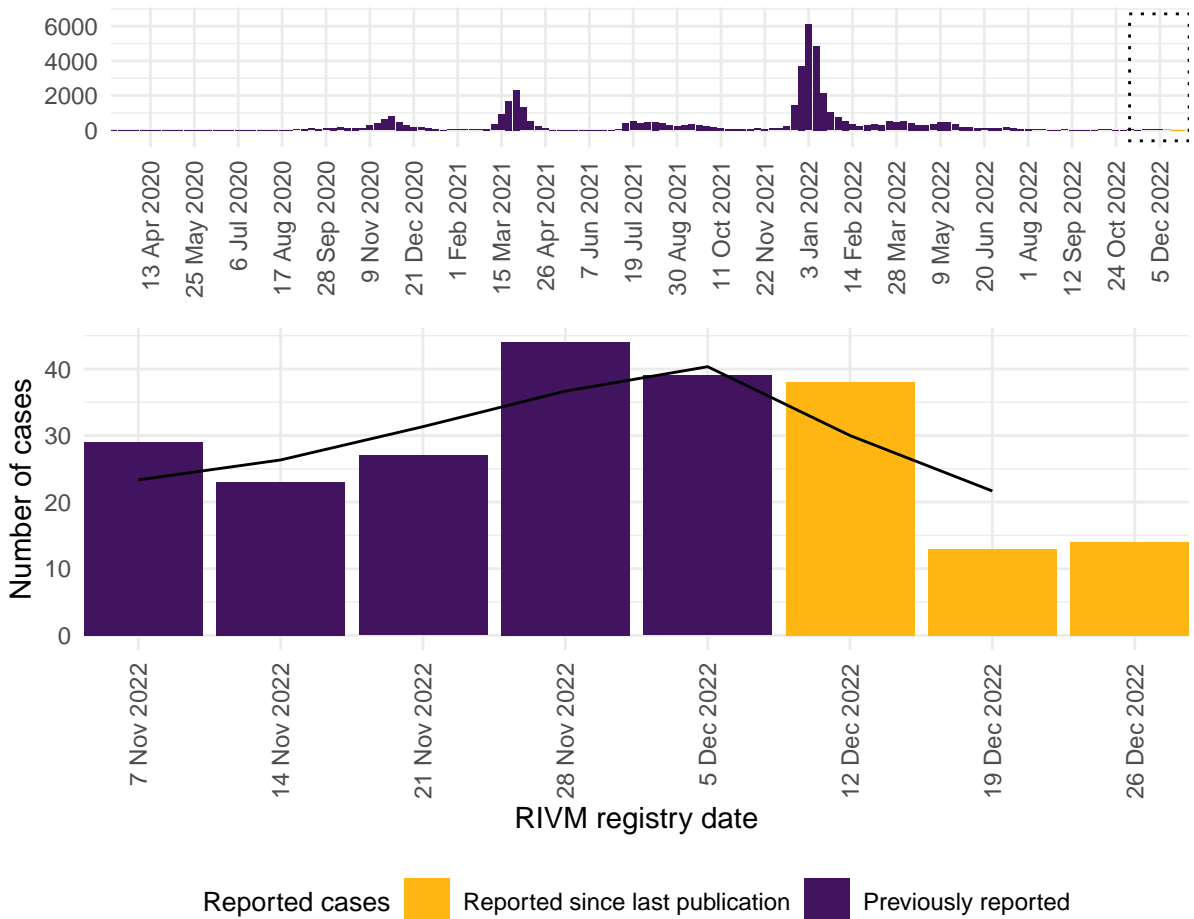 6000
4000
2000
0
13 Apr 2020
25 May 2020
6 Jul 2020
17 Aug 2020
28 Sep 2020
9 Nov 2020
21 Dec 2020
1 Feb 2021
15 Mar 2021
26 Apr 2021
7 Jun 2021
19 Jul 2021
30 Aug 2021
11 Oct 2021
22 Nov 2021
3 Jan 2022
14 Feb 2022
28 Mar 2022
9 May 2022
20 Jun 2022
1 Aug 2022
12 Sep 2022
24 Oct 2022
5 Dec 2022
Number of cases
40
30
20
10
0
7 Nov 2022
14 Nov 2022
21 Nov 2022
28 Nov 2022
5 Dec 2022
12 Dec 2022
19 Dec 2022
26 Dec 2022
RIVM registry date
Reported cases Reported since last publication Previously reported